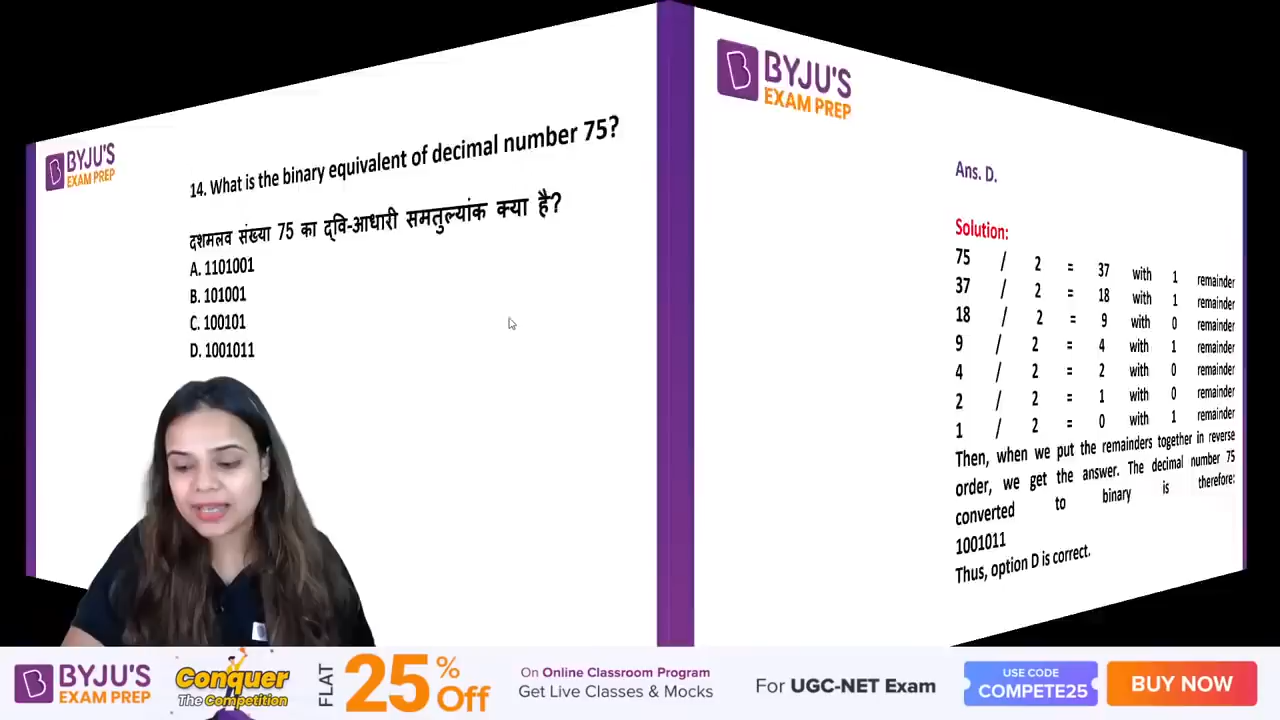 BYJU'S
EXAM PREP
14. What is the binary equivalent of decimal number 75?
दशमलव संख्या 75 का द्वि-आधारी समतुल्यांक क्या है?
A. 1101001
B. 101001
C. 100101
D. 1001011
BYJU'S
EXAM PREP
Ans. D.
Solution:
75 / 2 = 37 with 1 remainder
37 / 2 = 18 with 1 remainder
18 / 2 = 9 with 0 remainder
9 / 2 = 4 with 1 remainder
4 / 2 = 2 with 0 remainder
2 / 2 = 1 with 0 remainder
1 / 2 = 0 with 1 remainder
Then, when we put the remainders together in reverse
order, we get the answer. The decimal number 75
converted to binary is therefore:
1001011
Thus, option D is correct.
BYJU'S
EXAM PREP
Conquer
The Competition
FLAT 25% Off
On Online Classroom Program
Get Live Classes & Mocks
For UGC-NET Exam
USE CODE
COMPETE25
BUY NOW